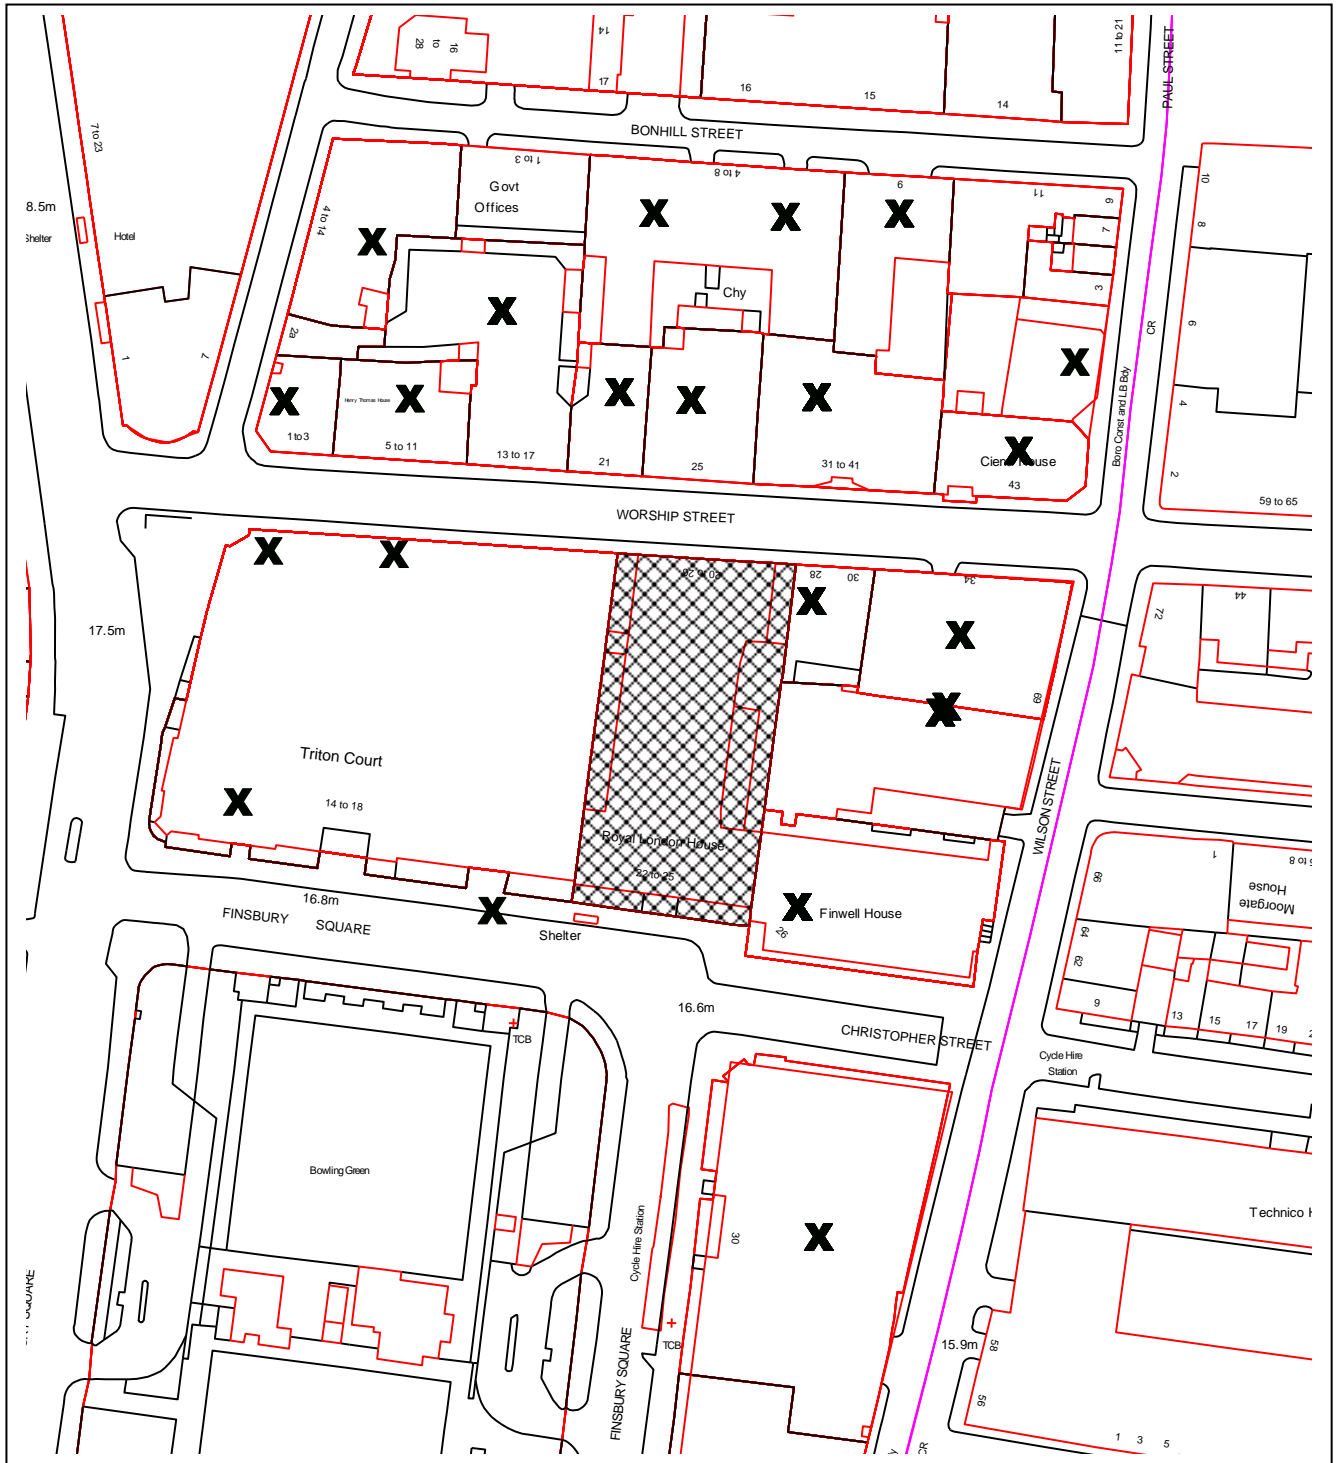 16
to
28
14
17
16
15
14
11 to 21
PAUL STREET
BONHILL STREET
7 to 23
8.5m
Shelter
Hotel
1
7
4 to 14
1 to 3
Govt
Offices
4 to 8
9
11
6
7
3
10
8
6
4
2
CR
Chy
2a
Henry Thomas House
1 to 3
5 to 11
13 to 17
21
25
31 to 41
43
59 to 65
Boro Const and LB Bdy
WORSHIP STREET
20 to 26
28
30
34
69
72
44
17.5m
Triton Court
14 to 18
Royal London House
22 to 25
WILSON STREET
16.8m
FINSBURY SQUARE
Shelter
Finwell House
26
1
66
64
62
9
Moorgate
House
13
15
17
19
16.6m
CHRISTOPHER STREET
Cycle Hire
Station
TCB
Bowling Green
Cycle Hire Station
30
TCB
FINSBURY SQUARE
15.9m
58
56
Technico
1
3
5
CR